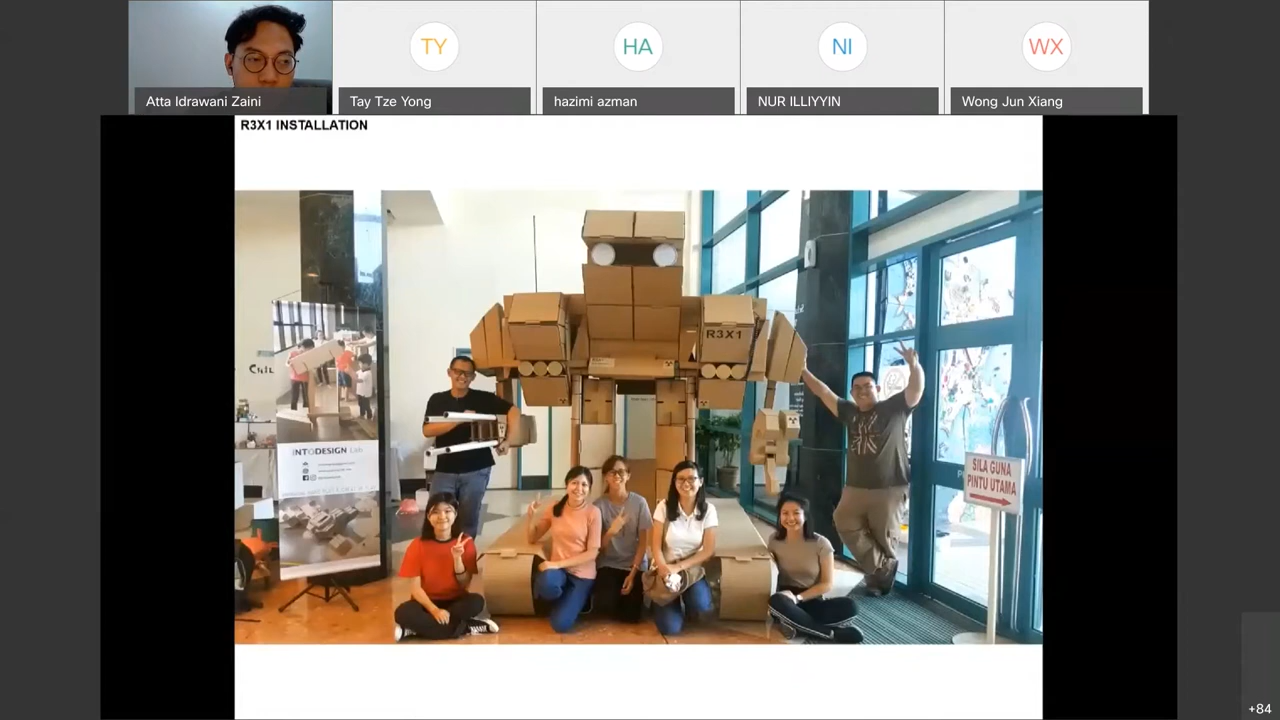 TY
HA
NI
WX
Atta Idrawani Zaini
Tay Tze Yong
hazimi azman
NUR ILLIYYIN
Wong Jun Xiang
R3X1 INSTALLATION
R3X1
INTODESIGN Lab
SILA GUNA
PINTU UTAMA
+84